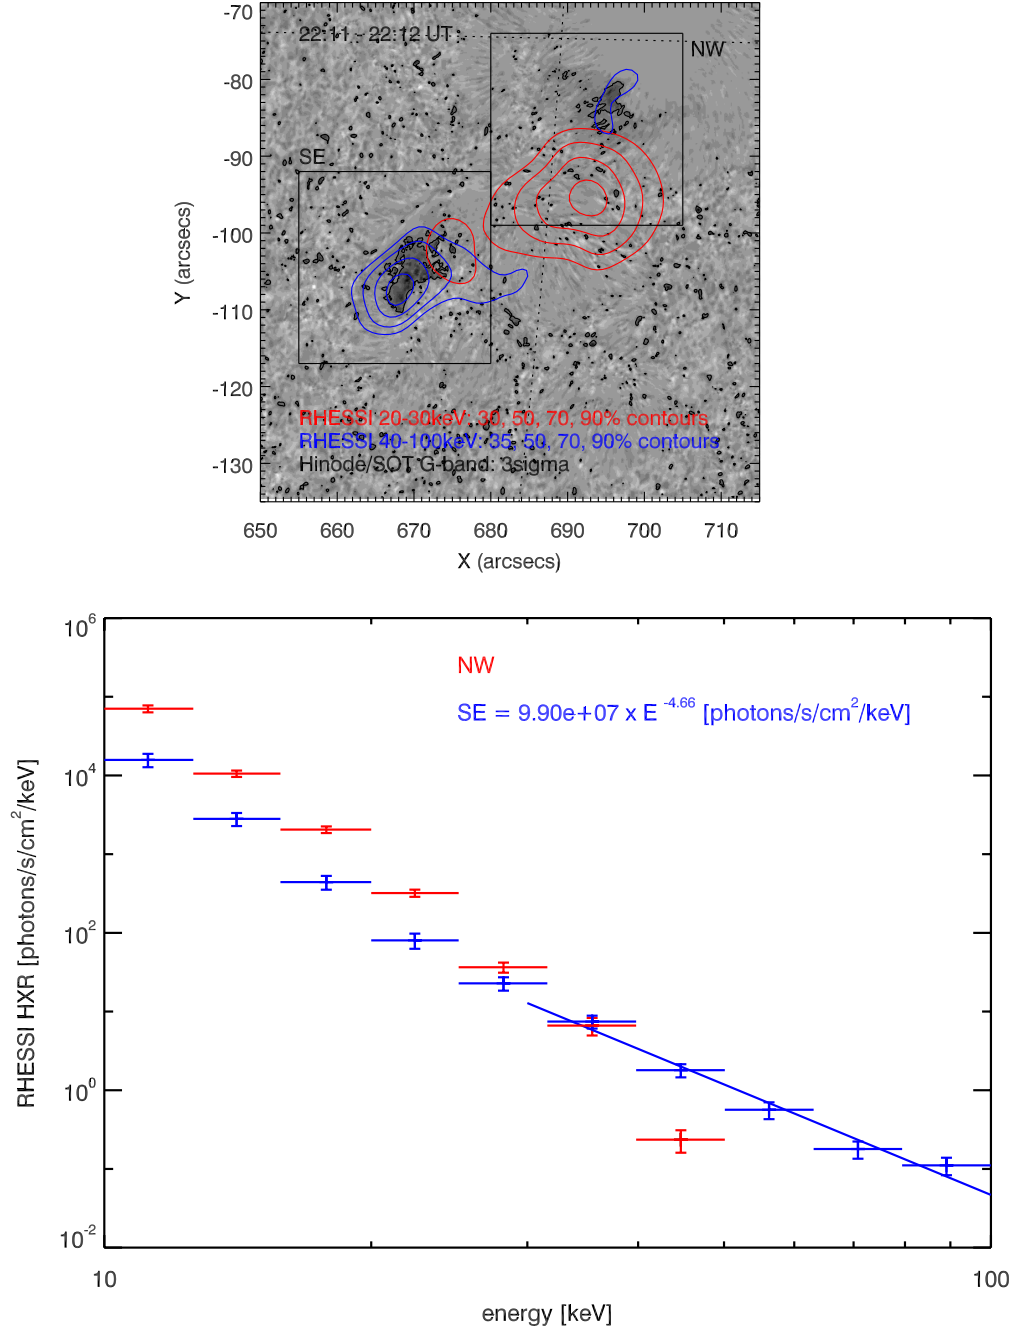 -70
-80
-90
-100
-110
-120
-130
Y (arcsecs)
22:11 - 22:12 UT
NW
SE
RHESSI 20-30keV: 30, 50, 70, 90% contours
RHESSI 40-100keV: 35, 50, 70, 90% contours
Hinode/SOT G-band: 3sigma
650 660 670 680 690 700 710
X (arcsecs)
10^6
10^4
10^2
10^0
10^-2
RHESSI HXR [photons/s/cm^2/keV]
NW
SE = 9.90e+07 x E^-4.66 [photons/s/cm^2/keV]
10 100
energy [keV]